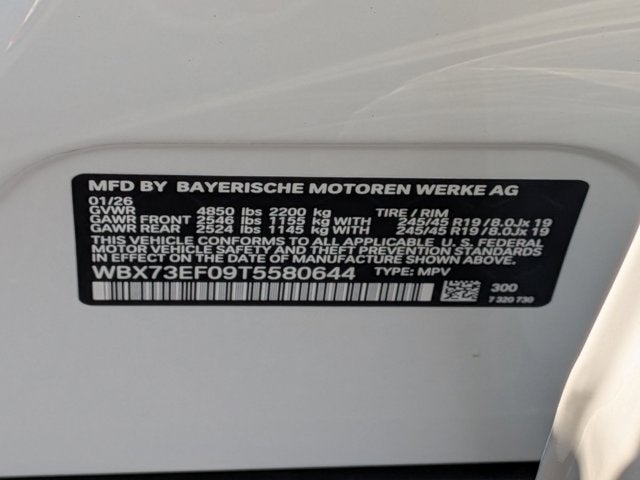 MFD BY BAYERISCHE MOTOREN WERKE AG
01/26
GVWR 4850 lbs 2200 kg TIRE / RIM
GAWR FRONT 2546 lbs 1155 kg WITH 245/45 R19 / 8.0Jx 19
GAWR REAR 2524 lbs 1145 kg WITH 245/45 R19 / 8.0Jx 19
THIS VEHICLE CONFORMS TO ALL APPLICABLE U.S. FEDERAL
MOTOR VEHICLE SAFETY AND THEFT PREVENTION STANDARDS
IN EFFECT ON THE DATE OF MANUFACTURE SHOWN ABOVE.
WBX73EF09T5580644 TYPE: MPV
300
7 320 730